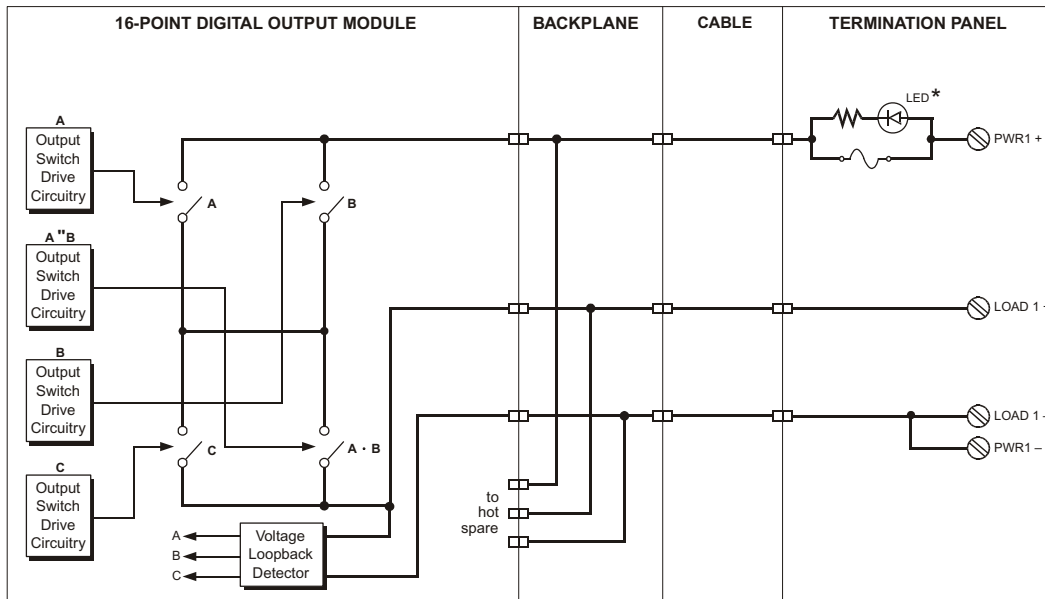 16-POINT DIGITAL OUTPUT MODULE
BACKPLANE
CABLE
TERMINATION PANEL
A
Output
Switch
Drive
Circuitry
A"B
Output
Switch
Drive
Circuitry
B
Output
Switch
Drive
Circuitry
C
Output
Switch
Drive
Circuitry
A
B
C
A · B
A
B
C
Voltage
Loopback
Detector
to
hot
spare
LED*
PWR1 +
LOAD 1 +
LOAD 1 -
PWR1 –